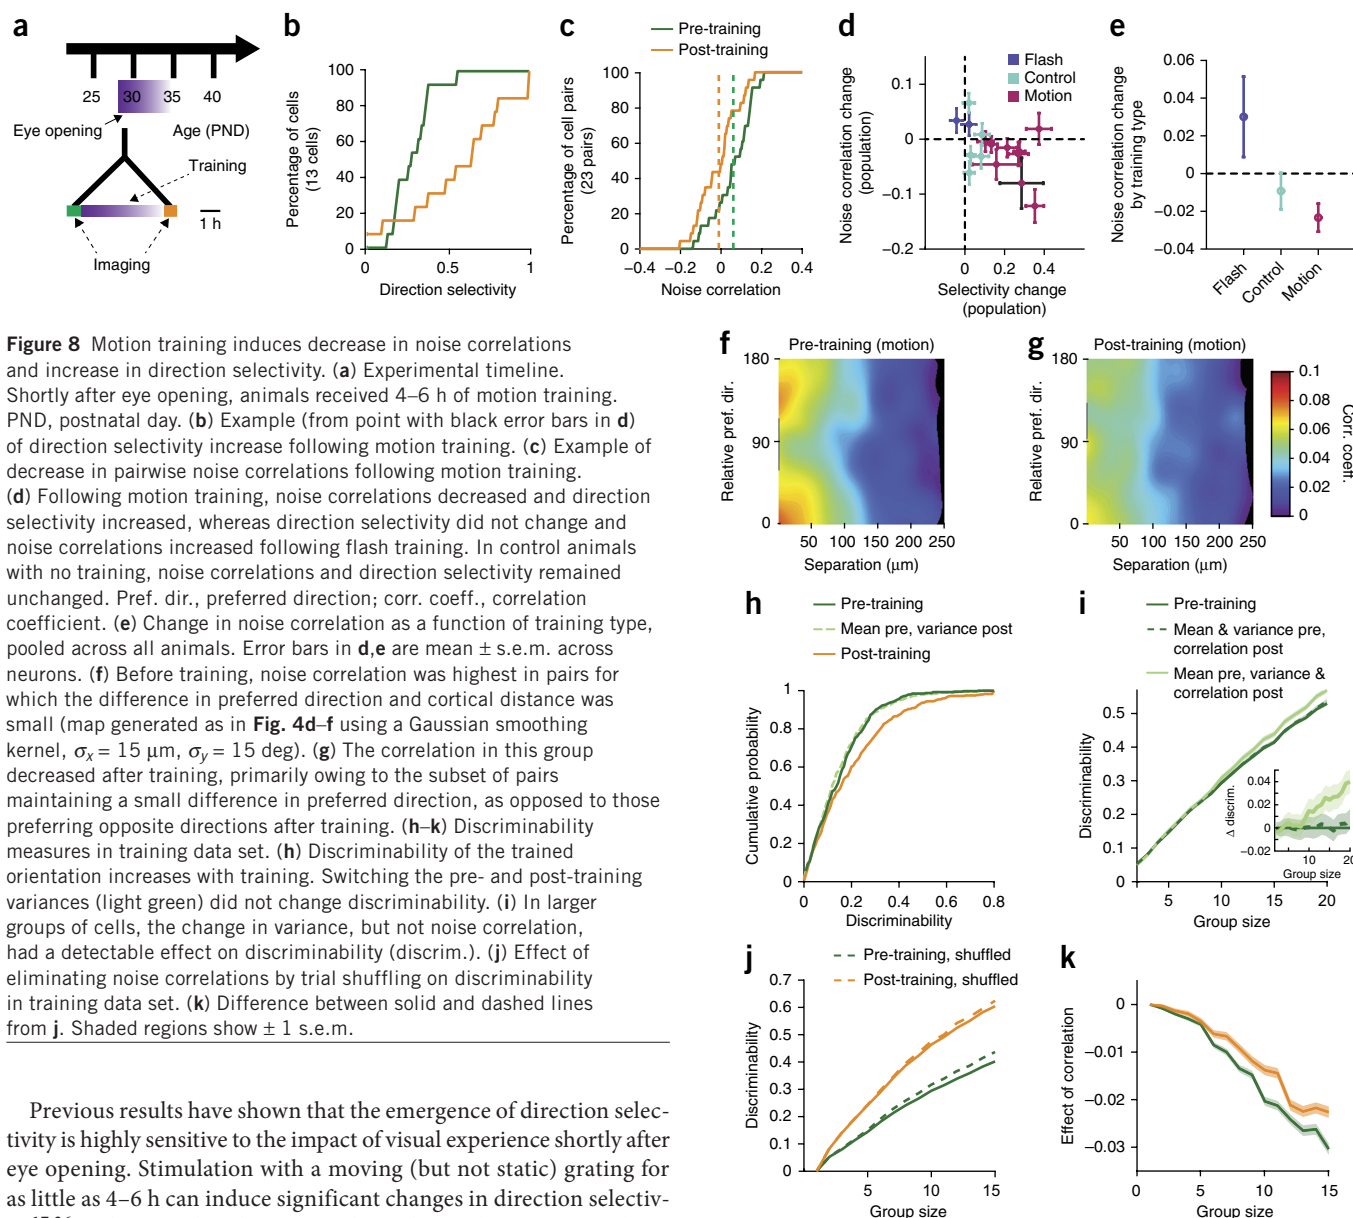 a
25 30 35 40
Eye opening
Age (PND)
Training
1 h
Imaging
b
Percentage of cells
(13 cells)
100
80
60
40
20
0
0 0.5 1
Direction selectivity
c
Pre-training
Post-training
Percentage of cell pairs
(23 pairs)
100
80
60
40
20
0
−0.4 −0.2 0 0.2 0.4
Noise correlation
d
Flash
Control
Motion
Noise correlation change
(population)
0.1
0
−0.1
−0.2
0 0.2 0.4
Selectivity change
(population)
e
Noise correlation change
by training type
0.06
0.04
0.02
0
−0.02
−0.04
Flash
Control
Motion
Figure 8 Motion training induces decrease in noise correlations
and increase in direction selectivity. (a) Experimental timeline.
Shortly after eye opening, animals received 4–6 h of motion training.
PND, postnatal day. (b) Example (from point with black error bars in d)
of direction selectivity increase following motion training. (c) Example of
decrease in pairwise noise correlations following motion training.
(d) Following motion training, noise correlations decreased and direction
selectivity increased, whereas direction selectivity did not change and
noise correlations increased following flash training. In control animals
with no training, noise correlations and direction selectivity remained
unchanged. Pref. dir., preferred direction; corr. coeff., correlation
coefficient. (e) Change in noise correlation as a function of training type,
pooled across all animals. Error bars in d,e are mean ± s.e.m. across
neurons. (f) Before training, noise correlation was highest in pairs for
which the difference in preferred direction and cortical distance was
small (map generated as in Fig. 4d–f using a Gaussian smoothing
kernel, σx = 15 μm, σy = 15 deg). (g) The correlation in this group
decreased after training, primarily owing to the subset of pairs
maintaining a small difference in preferred direction, as opposed to those
preferring opposite directions after training. (h–k) Discriminability
measures in training data set. (h) Discriminability of the trained
orientation increases with training. Switching the pre- and post-training
variances (light green) did not change discriminability. (i) In larger
groups of cells, the change in variance, but not noise correlation,
had a detectable effect on discriminability (discrim.). (j) Effect of
eliminating noise correlations by trial shuffling on discriminability
in training data set. (k) Difference between solid and dashed lines
from j. Shaded regions show ± 1 s.e.m.
f
Pre-training (motion)
Relative pref. dir.
180
90
0
50 100 150 200 250
Separation (μm)
g
Post-training (motion)
Relative pref. dir.
180
90
0
50 100 150 200 250
Separation (μm)
0.1
0.08
0.06
0.04
0.02
0
Corr. coeff.
h
Pre-training
Mean pre, variance post
Post-training
Cumulative probability
1
0.8
0.6
0.4
0.2
0
0 0.2 0.4 0.6 0.8
Discriminability
i
Pre-training
Mean & variance pre,
correlation post
Mean pre, variance &
correlation post
Discriminability
0.5
0.4
0.3
0.2
0.1
0
5 10 15 20
Group size
Δ discrim.
0.04
0.02
0
−0.02
10 20
Group size
j
Pre-training, shuffled
Post-training, shuffled
Discriminability
0.7
0.6
0.5
0.4
0.3
0.2
0.1
0
5 10 15
Group size
k
Effect of correlation
0
−0.01
−0.02
−0.03
0 5 10 15
Group size
Previous results have shown that the emergence of direction selec-
tivity is highly sensitive to the impact of visual experience shortly after
eye opening. Stimulation with a moving (but not static) grating for
as little as 4–6 h can induce significant changes in direction selectiv-